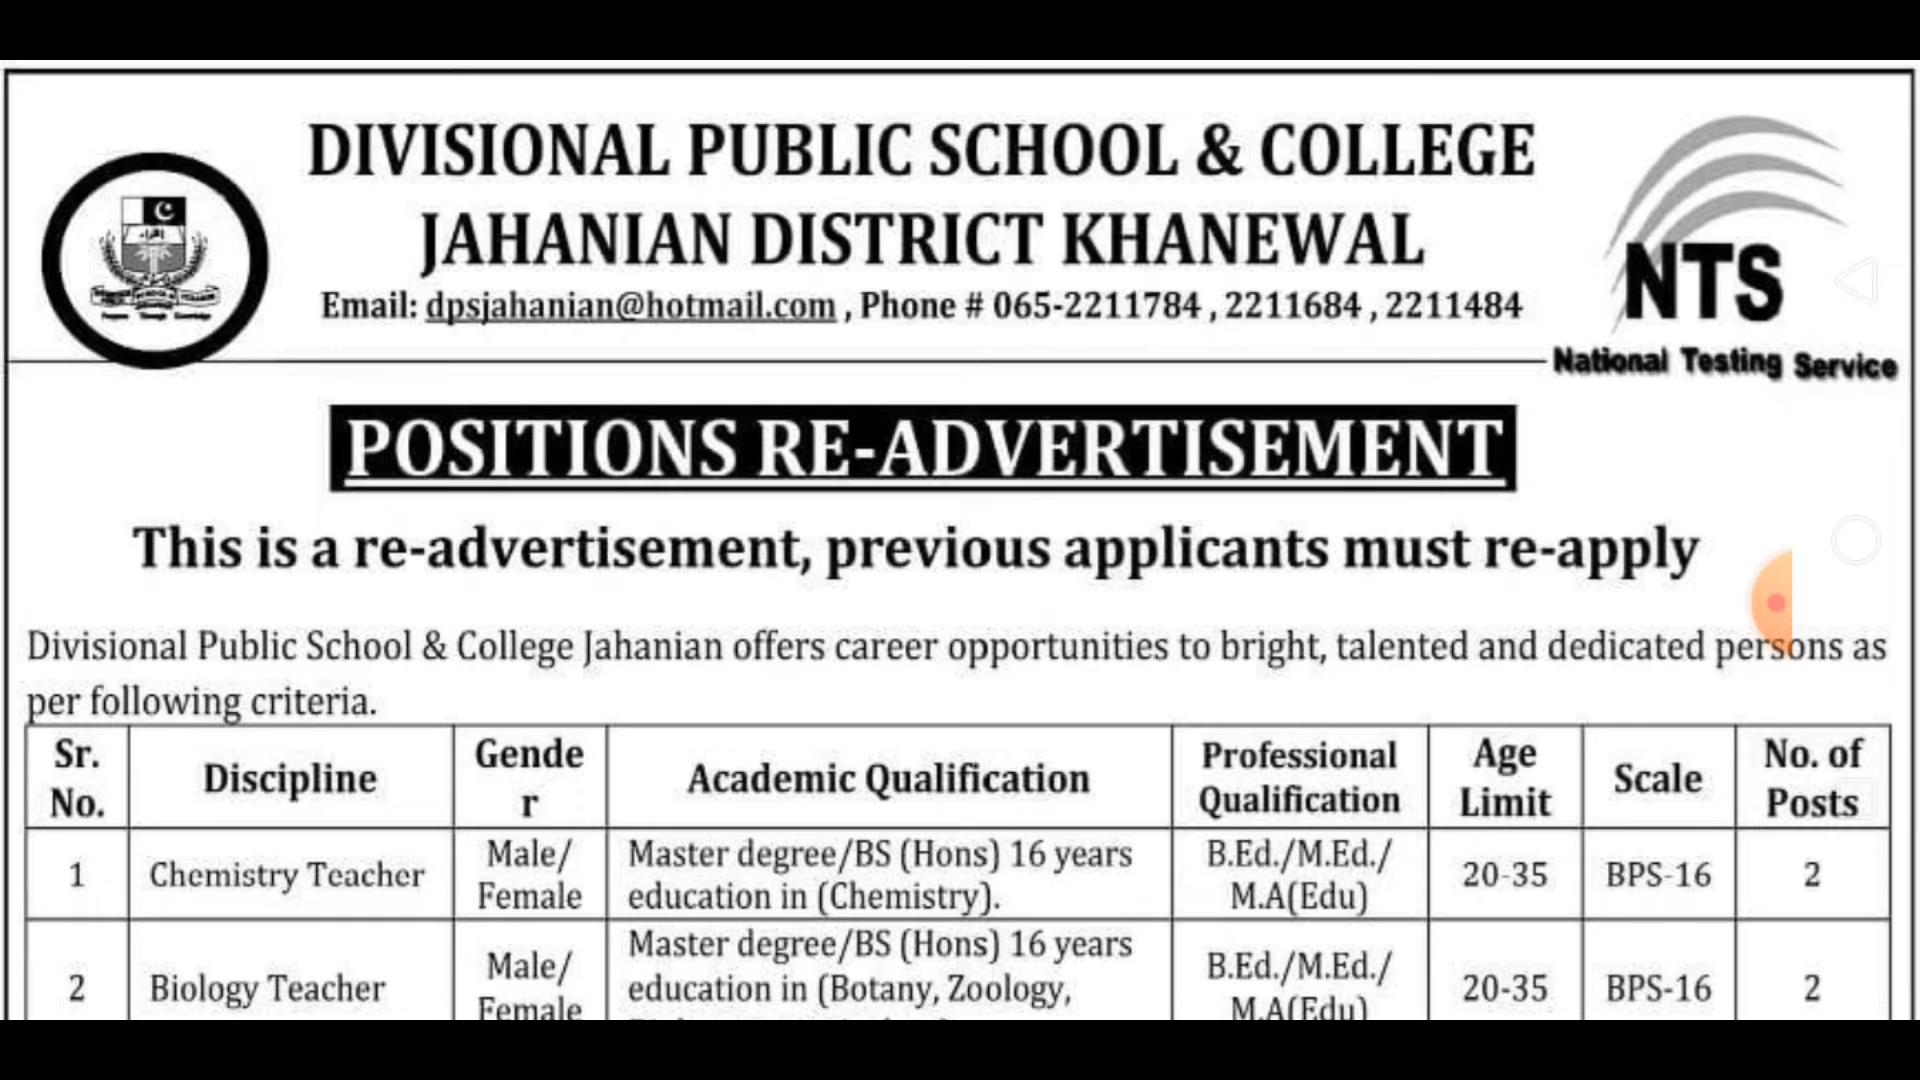 DIVISIONAL PUBLIC SCHOOL & COLLEGE
JAHANIAN DISTRICT KHANEWAL
Email: dpsjahanian@hotmail.com , Phone # 065-2211784 , 2211684 , 2211484
اقراء
NTS
National Testing Service
POSITIONS RE-ADVERTISEMENT
This is a re-advertisement, previous applicants must re-apply
Divisional Public School & College Jahanian offers career opportunities to bright, talented and dedicated persons as
per following criteria.
Sr. No. Discipline Gende r Academic Qualification Professional Qualification Age Limit Scale No. of Posts
1 Chemistry Teacher Male/ Female Master degree/BS (Hons) 16 years education in (Chemistry). B.Ed./M.Ed./ M.A(Edu) 20-35 BPS-16 2
2 Biology Teacher Male/ Female Master degree/BS (Hons) 16 years education in (Botany, Zoology, B.Ed./M.Ed./ M.A(Edu) 20-35 BPS-16 2